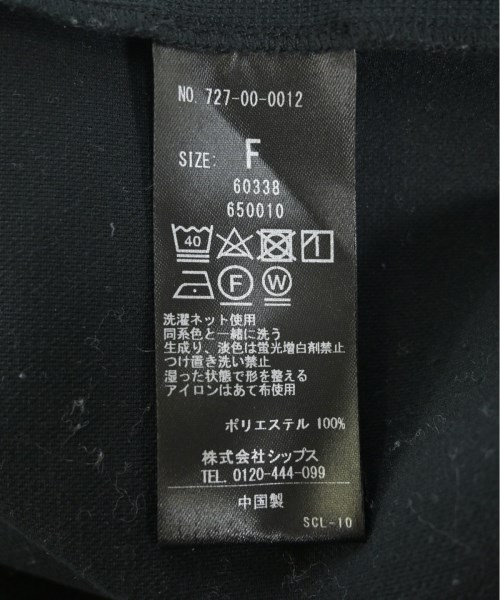 NO. 727-00-0012
SIZE: F
60338
650010
40
F W
洗濯ネット使用
同系色と一緒に洗う
生成り、淡色は蛍光増白剤禁止
つけ置き洗い禁止
湿った状態で形を整える
アイロンはあて布使用
ポリエステル 100%
株式会社シップス
TEL. 0120-444-099
中国製
SCL-10